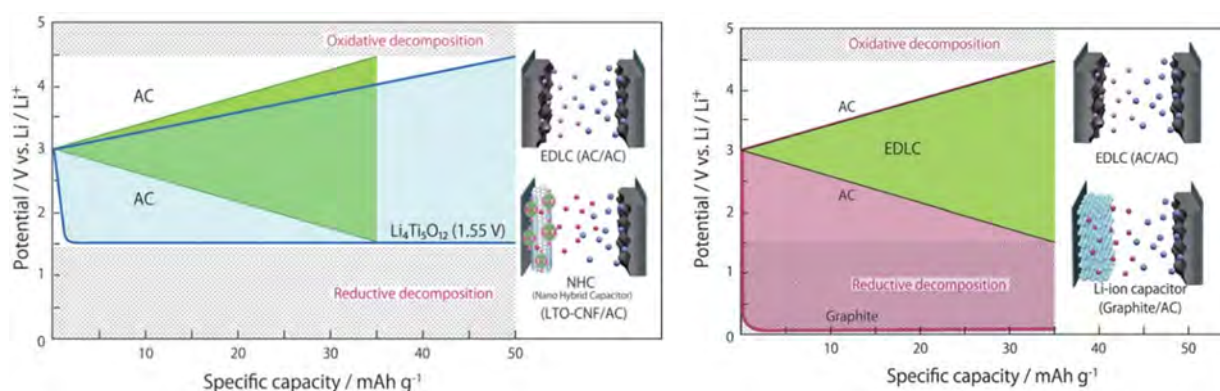 5
4
3
2
1
0
Potential / V vs. Li / Li⁺
Oxidative decomposition
AC
AC
Li₄Ti₅O₁₂ (1.55 V)
Reductive decomposition
10
20
30
40
50
Specific capacity / mAh g⁻¹
EDLC (AC/AC)
NHC
(Nano Hybrid Capacitor)
(LTO-CNF/AC)
5
4
3
2
1
0
Potential / V vs. Li / Li⁺
Oxidative decomposition
AC
EDLC
AC
Reductive decomposition
Graphite
10
20
30
40
50
Specific capacity / mAh g⁻¹
EDLC (AC/AC)
Li-ion capacitor
(Graphite/AC)